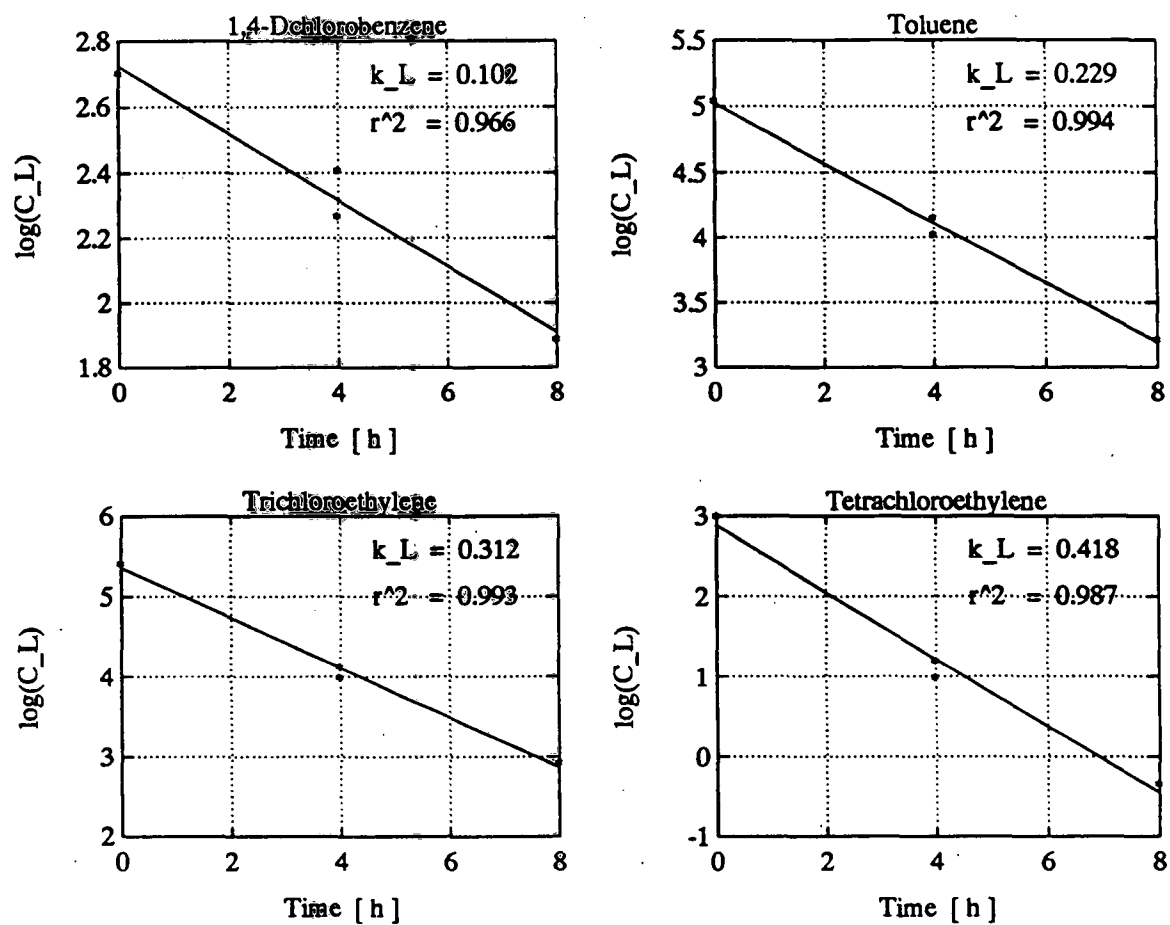 1,4-Dchlorobenzene
2.8
2.6
2.4
2.2
2
1.8
log(C_L)
k_L = 0.102
r^2 = 0.966
0 2 4 6 8
Time [ h ]
Toluene
5.5
5
4.5
4
3.5
3
log(C_L)
k_L = 0.229
r^2 = 0.994
0 2 4 6 8
Time [ h ]
Trichloroethylene
6
5
4
3
2
log(C_L)
k_L = 0.312
r^2 = 0.993
0 2 4 6 8
Time [ h ]
Tetrachloroethylene
3
2
1
0
-1
log(C_L)
k_L = 0.418
r^2 = 0.987
0 2 4 6 8
Time [ h ]